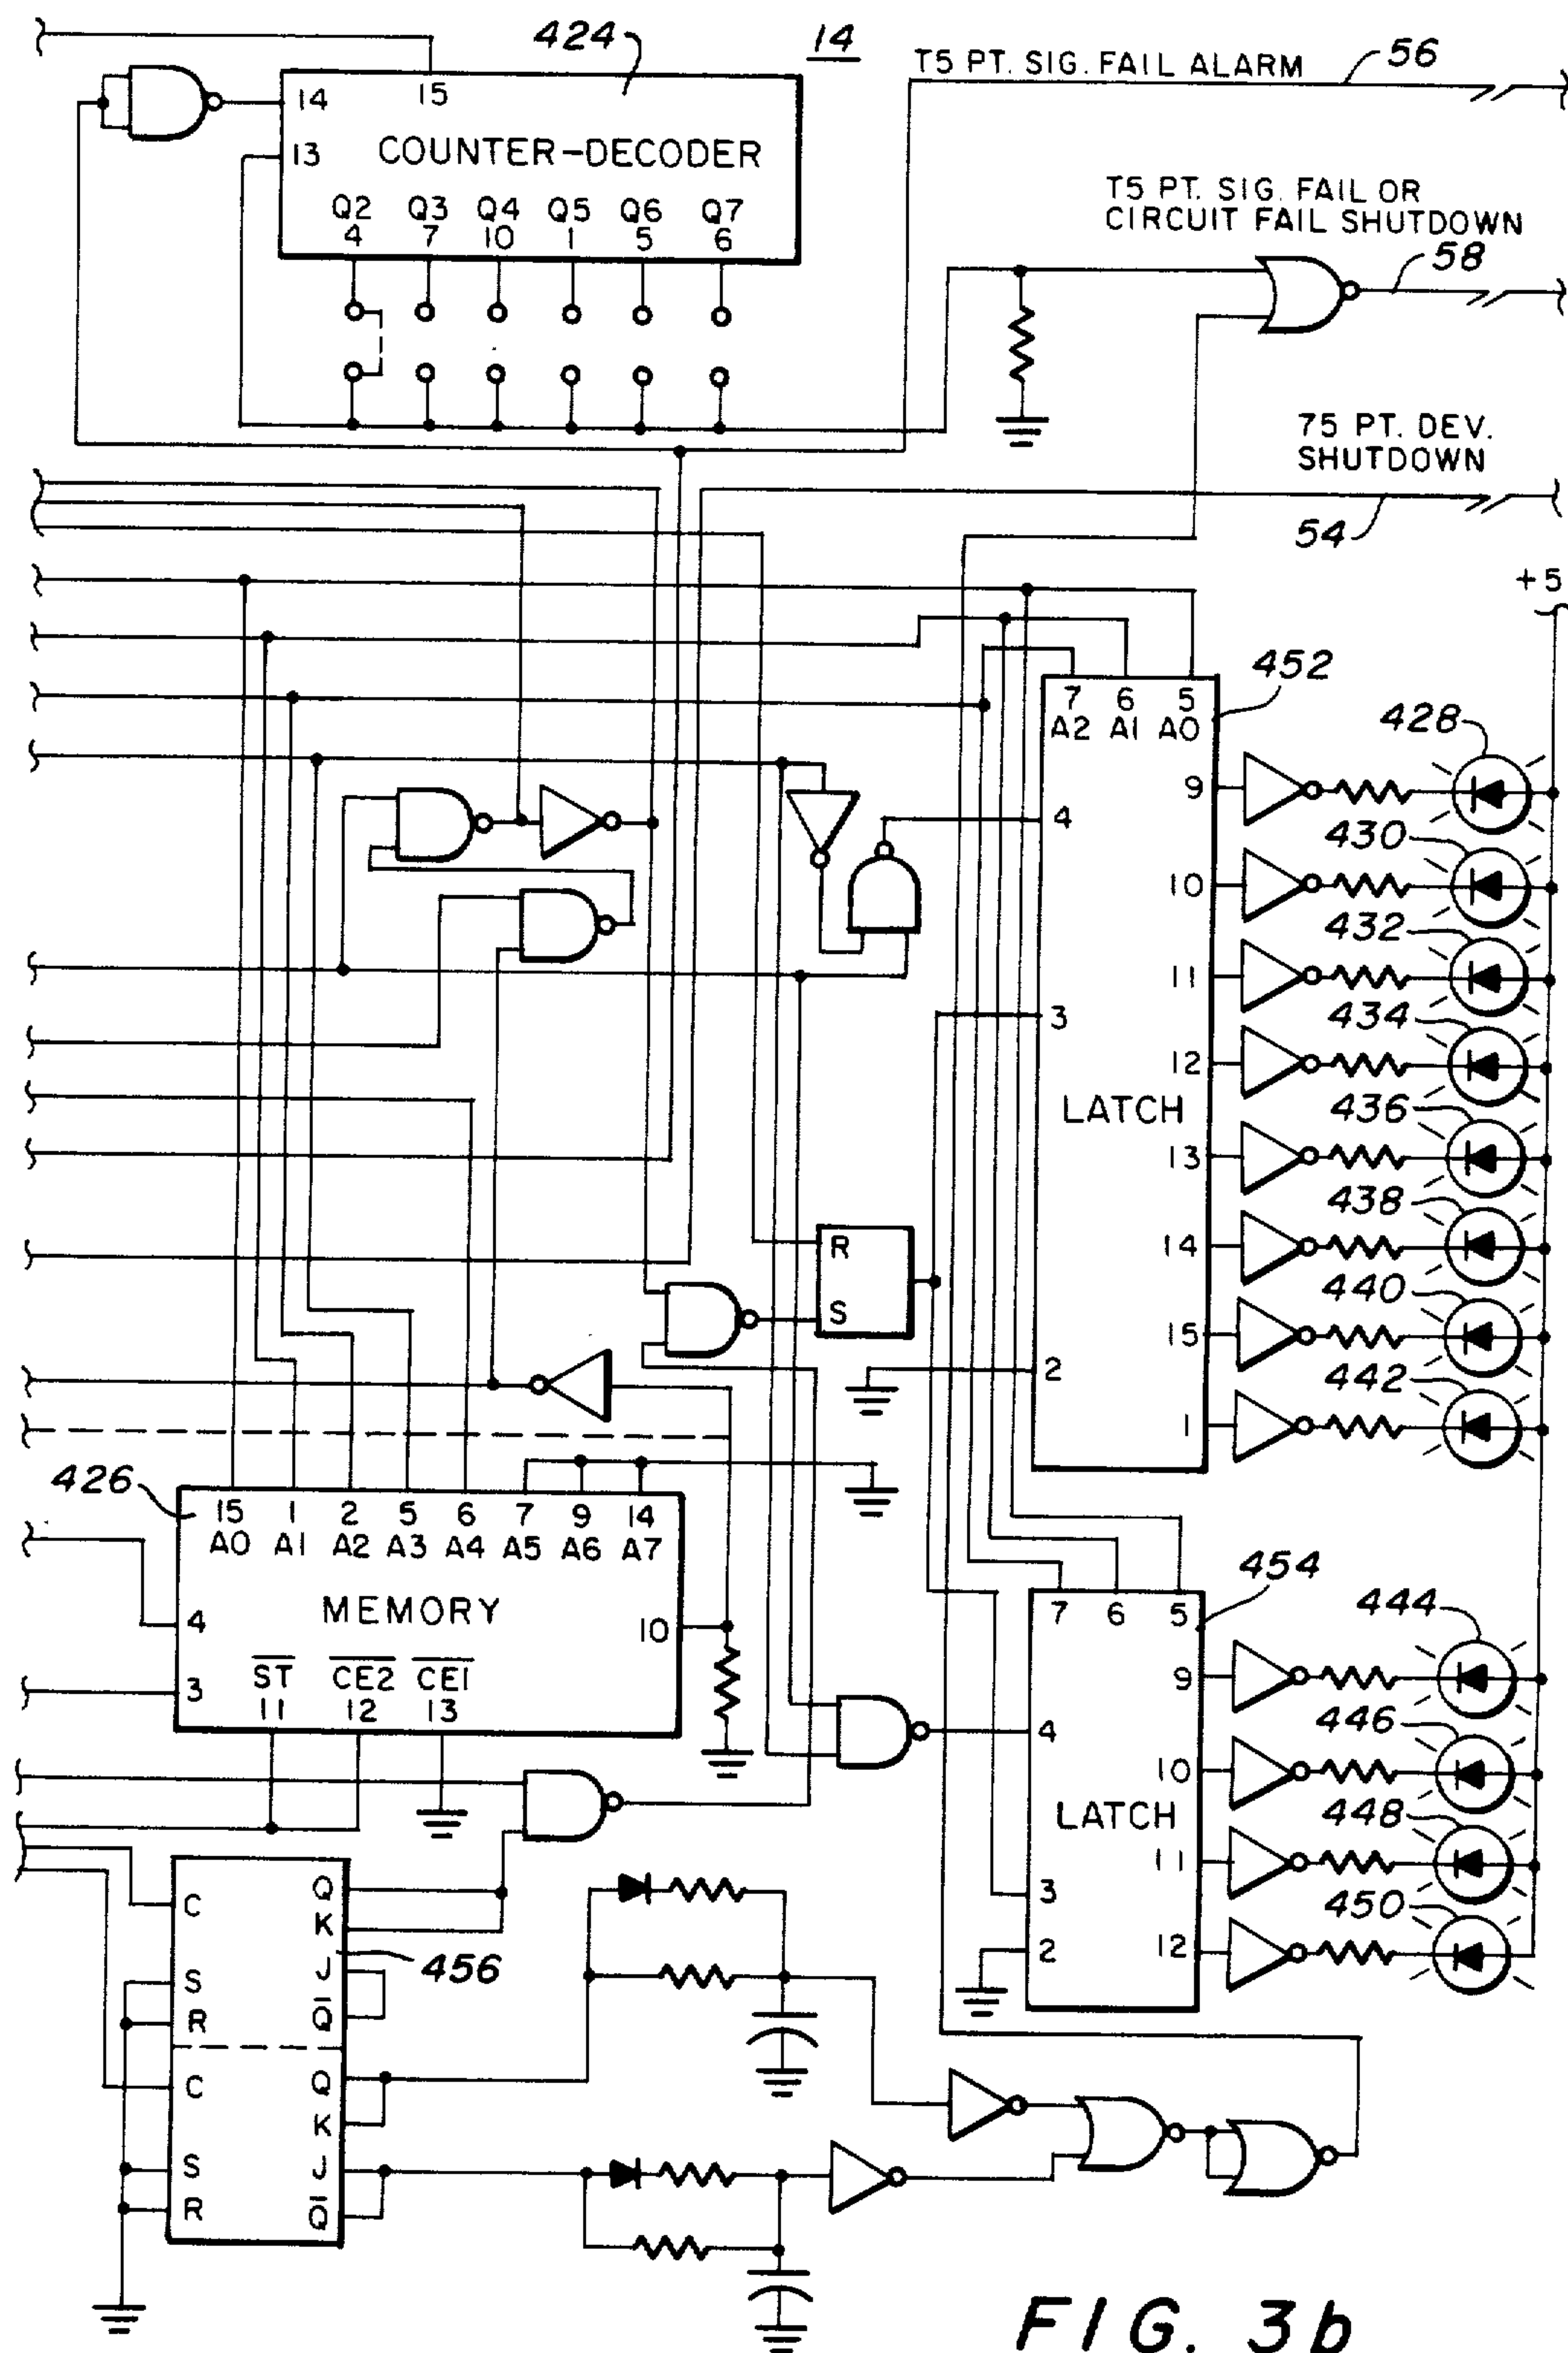 424
14
T5 PT. SIG. FAIL ALARM
56
14
15
13
COUNTER-DECODER
Q2 Q3 Q4 Q5 Q6 Q7
4 7 10 1 5 6
T5 PT. SIG. FAIL OR
CIRCUIT FAIL SHUTDOWN
58
75 PT. DEV.
SHUTDOWN
54
+5
452
7 6 5
A2 A1 A0
428
9
4
430
10
432
11
434
3
12
LATCH
436
13
438
14
R
S
440
15
2
442
1
426
15 1 2 5 6 7 9 14
A0 A1 A2 A3 A4 A5 A6 A7
MEMORY
4
10
3
ST CE2 CE1
11 12 13
454
7 6 5
444
9
4
446
10
LATCH
448
11
3
450
2
12
C
Q
K
J
456
S
R
Q
C
Q
K
S
J
R
Q
FIG. 3b